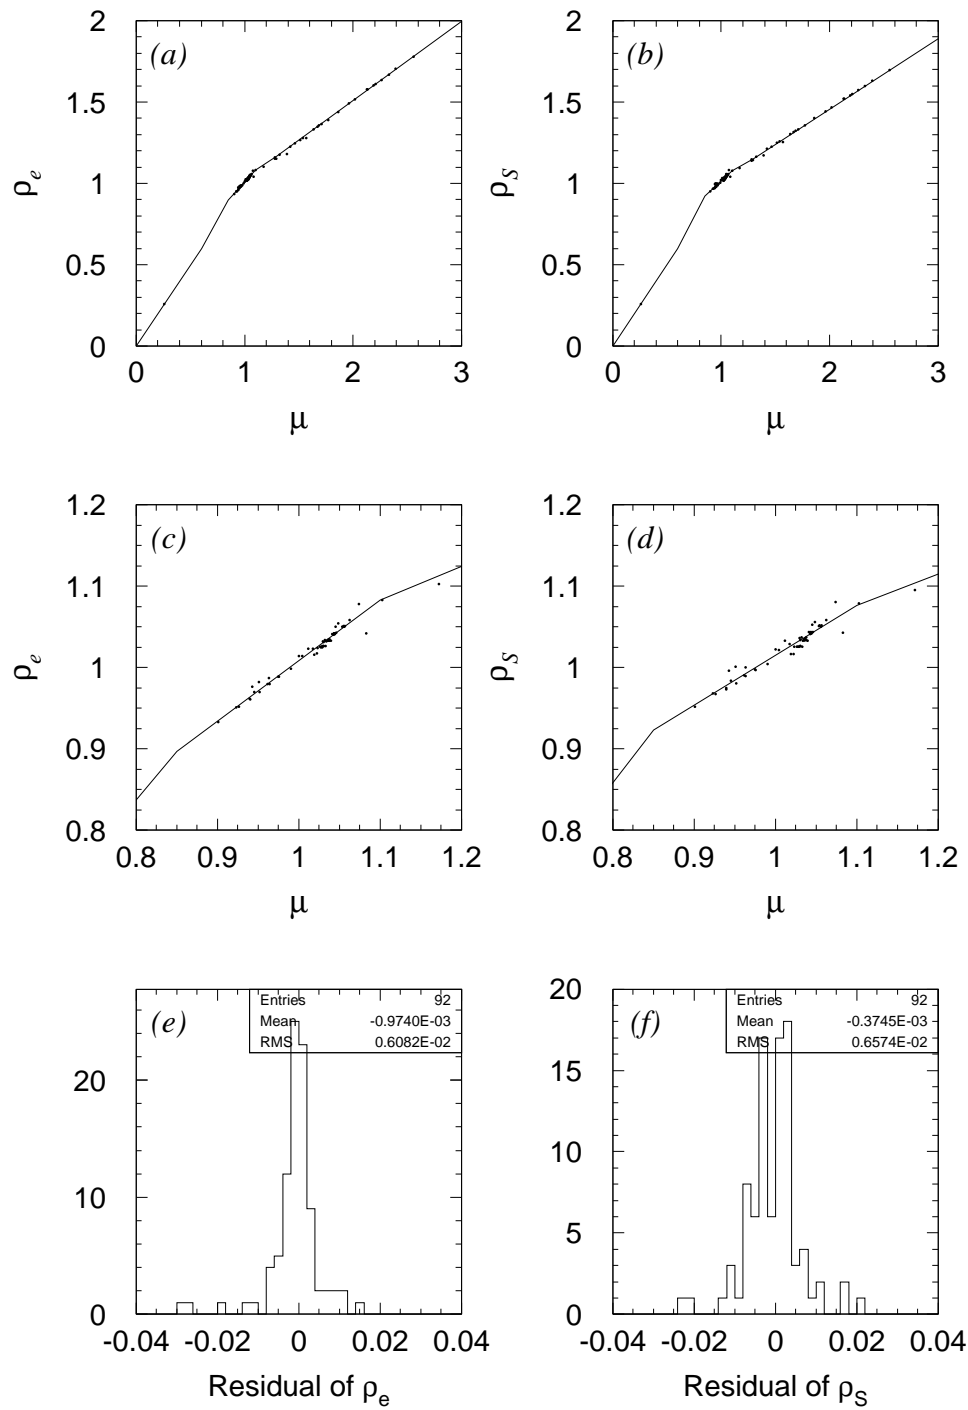 (a)
ρe
2
1.5
1
0.5
0
0 1 2 3
μ
(b)
ρS
2
1.5
1
0.5
0
0 1 2 3
μ
(c)
ρe
1.2
1.1
1
0.9
0.8
0.8 0.9 1 1.1 1.2
μ
(d)
ρS
1.2
1.1
1
0.9
0.8
0.8 0.9 1 1.1 1.2
μ
(e)
Entries 92
Mean -0.9740E-03
RMS 0.6082E-02
20
10
0
-0.04 -0.02 0 0.02 0.04
Residual of ρe
(f)
Entries 92
Mean -0.3745E-03
RMS 0.6574E-02
20
15
10
5
0
-0.04 -0.02 0 0.02 0.04
Residual of ρS